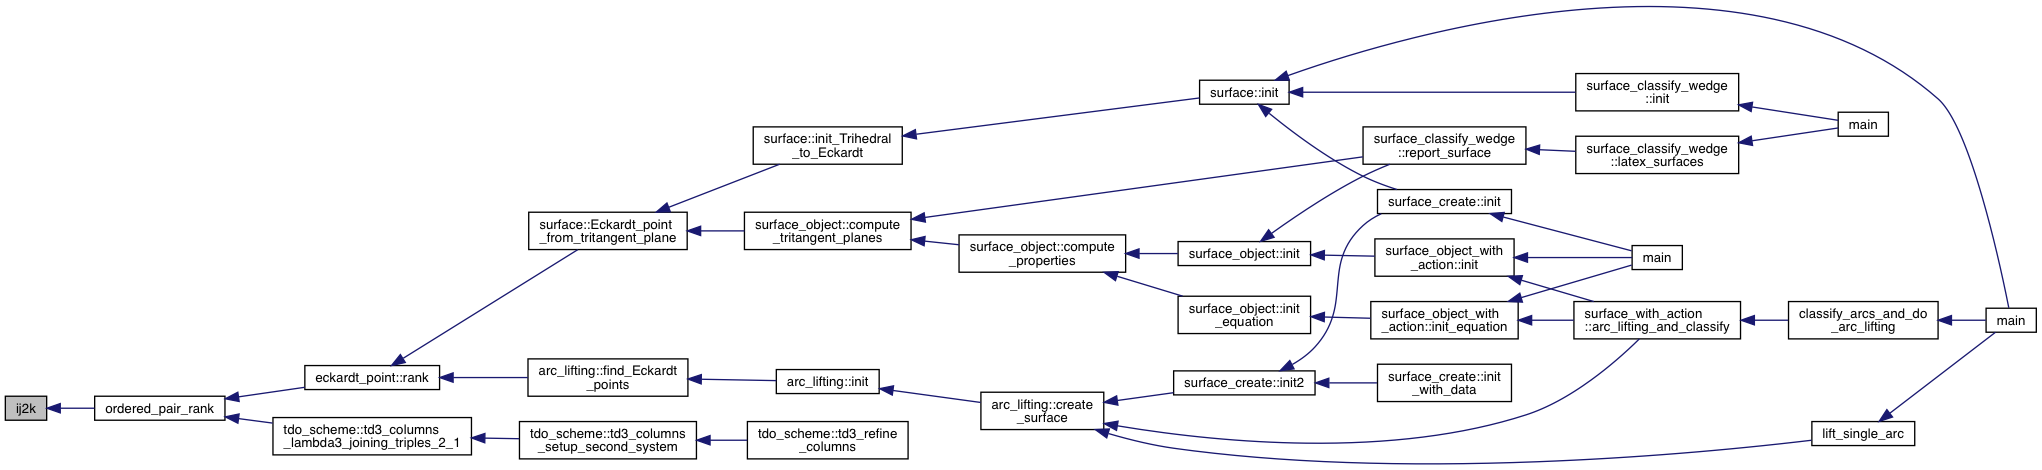 ij2k
ordered_pair_rank
eckardt_point::rank
tdo_scheme::td3_columns
_lambda3_joining_triples_2_1
surface::Eckardt_point
_from_tritangent_plane
arc_lifting::find_Eckardt
_points
tdo_scheme::td3_columns
_setup_second_system
surface::init_Trihedral
_to_Eckardt
surface_object::compute
_tritangent_planes
arc_lifting::init
tdo_scheme::td3_refine
_columns
surface_object::compute
_properties
arc_lifting::create
_surface
surface::init
surface_object::init
surface_object::init
_equation
surface_create::init2
surface_classify_wedge
::report_surface
surface_create::init
surface_object_with
_action::init
surface_object_with
_action::init_equation
surface_create::init
_with_data
surface_classify_wedge
::init
surface_classify_wedge
::latex_surfaces
main
surface_with_action
::arc_lifting_and_classify
main
classify_arcs_and_do
_arc_lifting
lift_single_arc
main